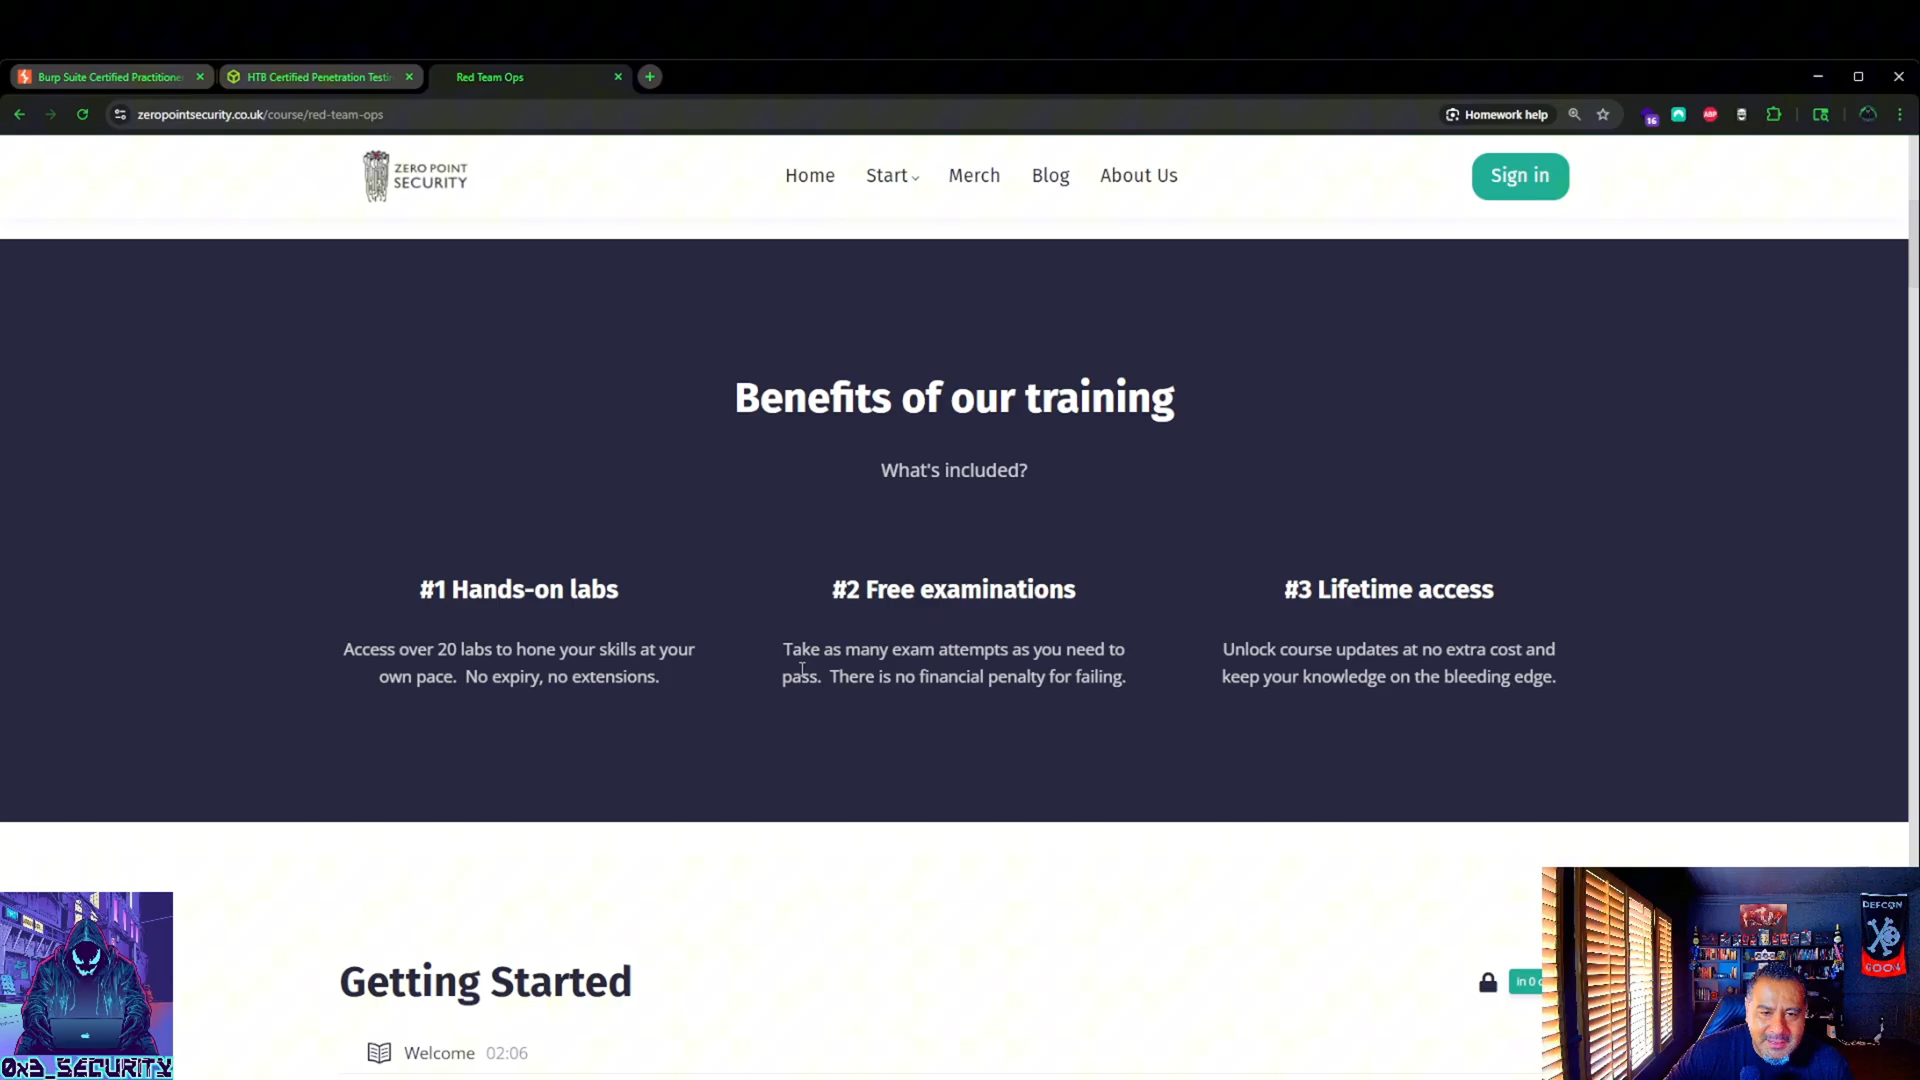 Burp Suite Certified Practitione
HTB Certified Penetration Testi
Red Team Ops
zeropointsecurity.co.uk/course/red-team-ops
Homework help
16
ABP
ZERO POINT
SECURITY
Home
Start
Merch
Blog
About Us
Sign in
Benefits of our training
What's included?
#1 Hands-on labs
Access over 20 labs to hone your skills at your
own pace.  No expiry, no extensions.
#2 Free examinations
Take as many exam attempts as you need to
pass.  There is no financial penalty for failing.
#3 Lifetime access
Unlock course updates at no extra cost and
keep your knowledge on the bleeding edge.
Getting Started
in 0
Welcome 02:06
0x3_SECURITY
DEFCON
GOON